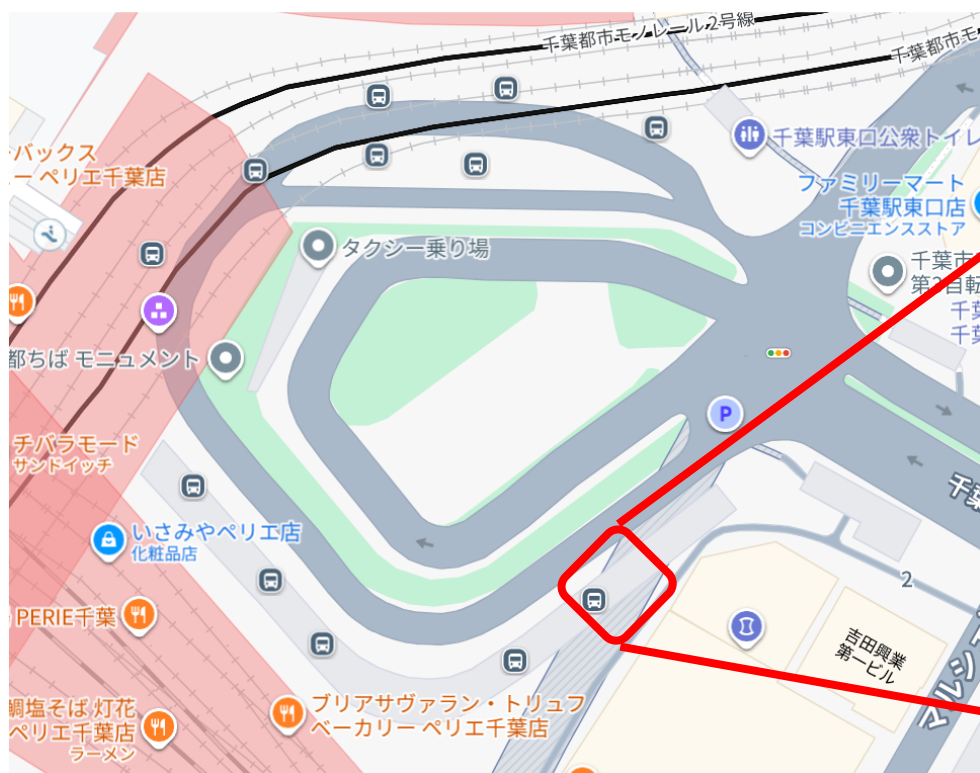 千葉都市モノレール2号線
千葉都市モ
バックス
ー ペリエ千葉店
千葉駅東口公衆トイレ
ファミリーマート
千葉駅東口店
コンビニエンスストア
タクシー乗り場
千葉市
第3自転
千葉
千葉
都ちば モニュメント
P
チバラモード
サンドイッチ
千葉
いさみやペリエ店
化粧品店
2
PERIE千葉
吉田興業
第一ビル
マルシ
鯛塩そば 灯花
ペリエ千葉店
ラーメン
ブリアサヴァラン・トリュフ
ベーカリー ペリエ千葉店